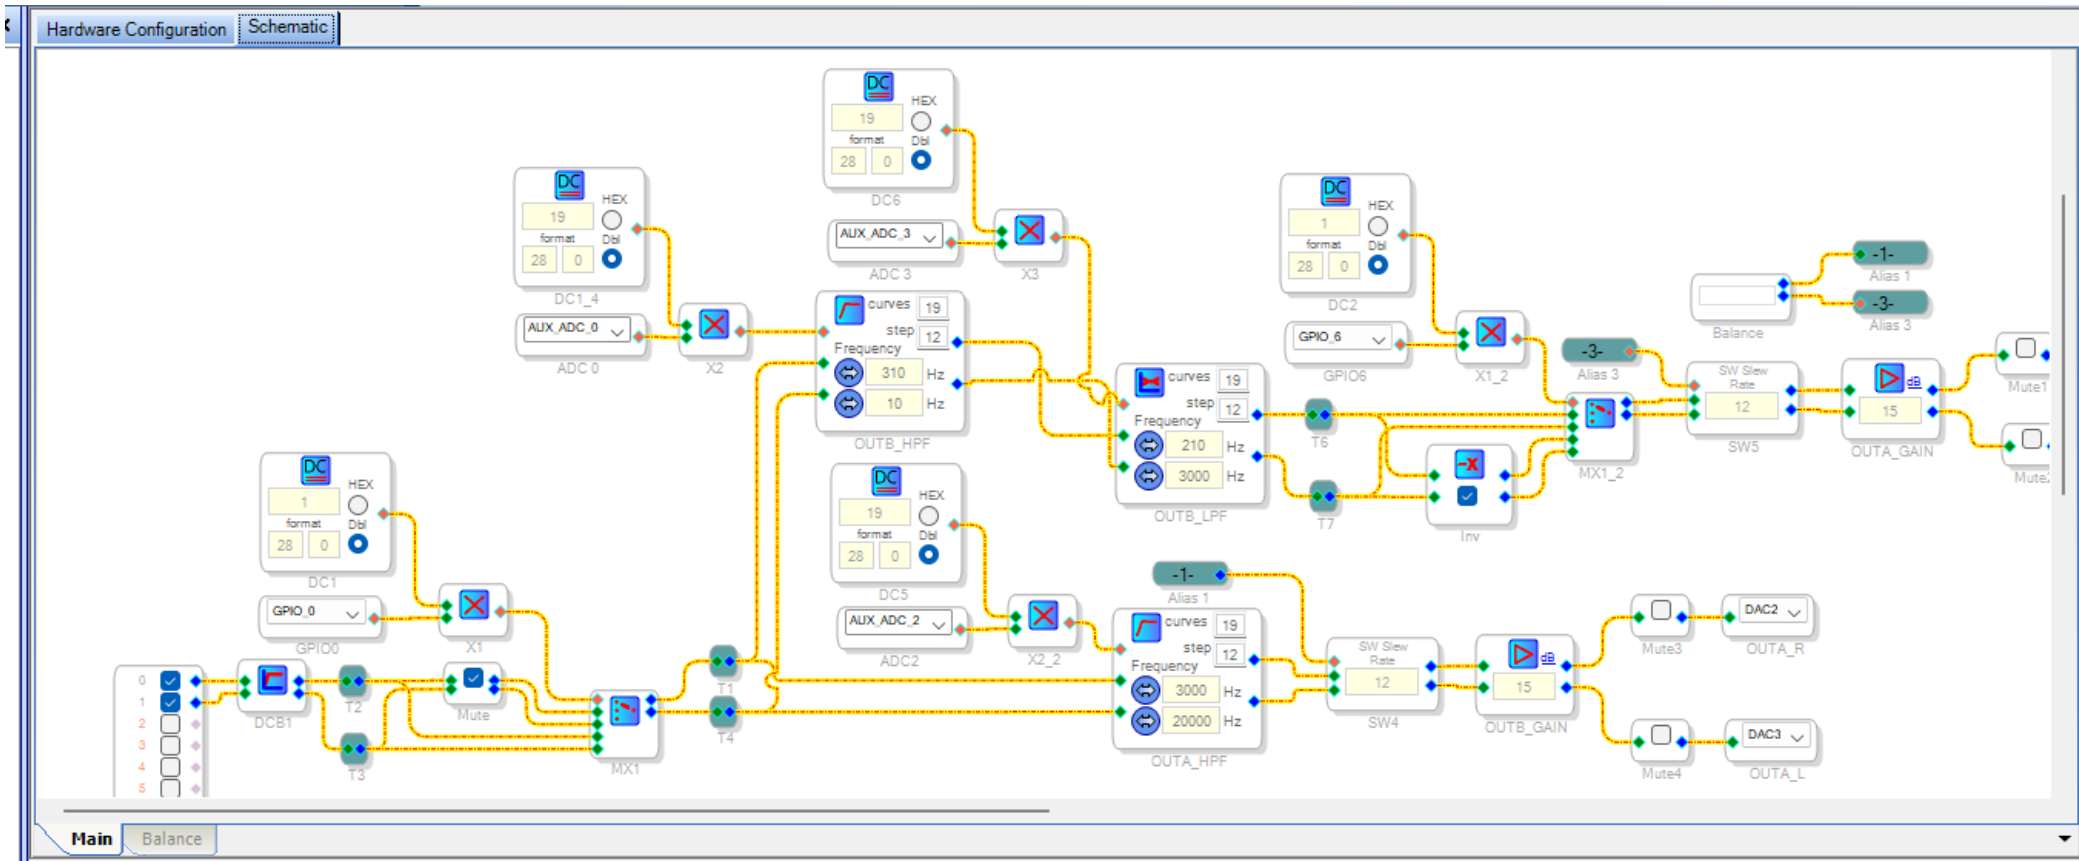 Hardware Configuration
Schematic
DC
HEX
19
format
Dbl
28 0
DC6
AUX_ADC_3
ADC 3
X3
DC
HEX
19
format
Dbl
28 0
DC1_4
AUX_ADC_0
ADC 0
X2
curves 19
step 12
Frequency
310 Hz
10 Hz
OUTB_HPF
DC
HEX
1
format
Dbl
28 0
DC2
GPIO_6
GPIO6
X1_2
-1-
Alias 1
-3-
Alias 3
Balance
-3-
Alias 3
SW Slew
Rate
12
SW5
dB
15
OUTA_GAIN
Mute1
curves 19
step 12
Frequency
210 Hz
3000 Hz
OUTB_LPF
T6
T7
-x
Inv
MX1_2
DC
HEX
1
format
Dbl
28 0
DC1
GPIO_0
GPIO0
X1
DC
HEX
19
format
Dbl
28 0
DC5
AUX_ADC_2
ADC2
X2_2
-1-
Alias 1
curves 19
step 12
Frequency
3000 Hz
20000 Hz
OUTA_HPF
SW Slew
Rate
12
SW4
dB
15
OUTB_GAIN
Mute3
DAC2
OUTA_R
Mute4
DAC3
OUTA_L
0
1
2
3
4
5
DCB1
T2
T3
Mute
MX1
T1
T4
Main
Balance